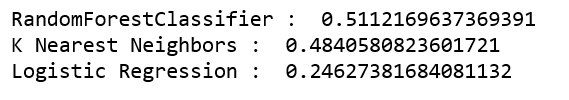 RandomForestClassifier :  0.5112169637369391
K Nearest Neighbors :  0.4840580823601721
Logistic Regression :  0.24627381684081132